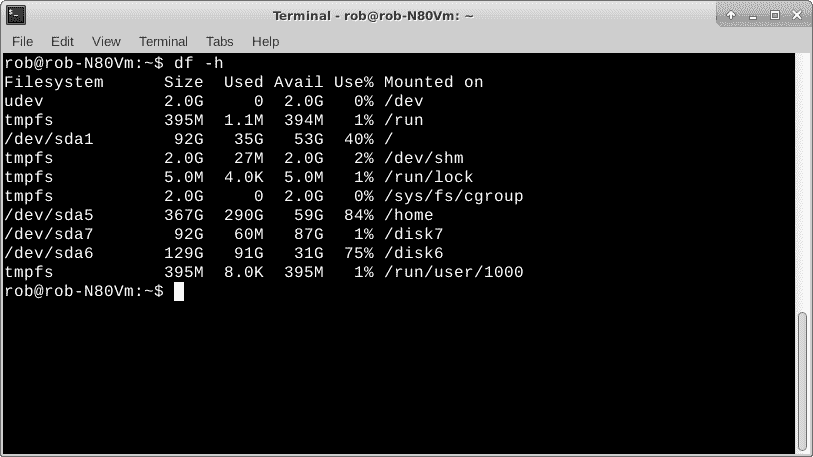 Terminal - rob@rob-N80Vm: ~
File Edit View Terminal Tabs Help
rob@rob-N80Vm:~$ df -h
Filesystem      Size  Used Avail Use% Mounted on
udev            2.0G     0  2.0G   0% /dev
tmpfs           395M  1.1M  394M   1% /run
/dev/sda1        92G   35G   53G  40% /
tmpfs           2.0G   27M  2.0G   2% /dev/shm
tmpfs           5.0M  4.0K  5.0M   1% /run/lock
tmpfs           2.0G     0  2.0G   0% /sys/fs/cgroup
/dev/sda5       367G  290G   59G  84% /home
/dev/sda7        92G   60M   87G   1% /disk7
/dev/sda6       129G   91G   31G  75% /disk6
tmpfs           395M  8.0K  395M   1% /run/user/1000
rob@rob-N80Vm:~$